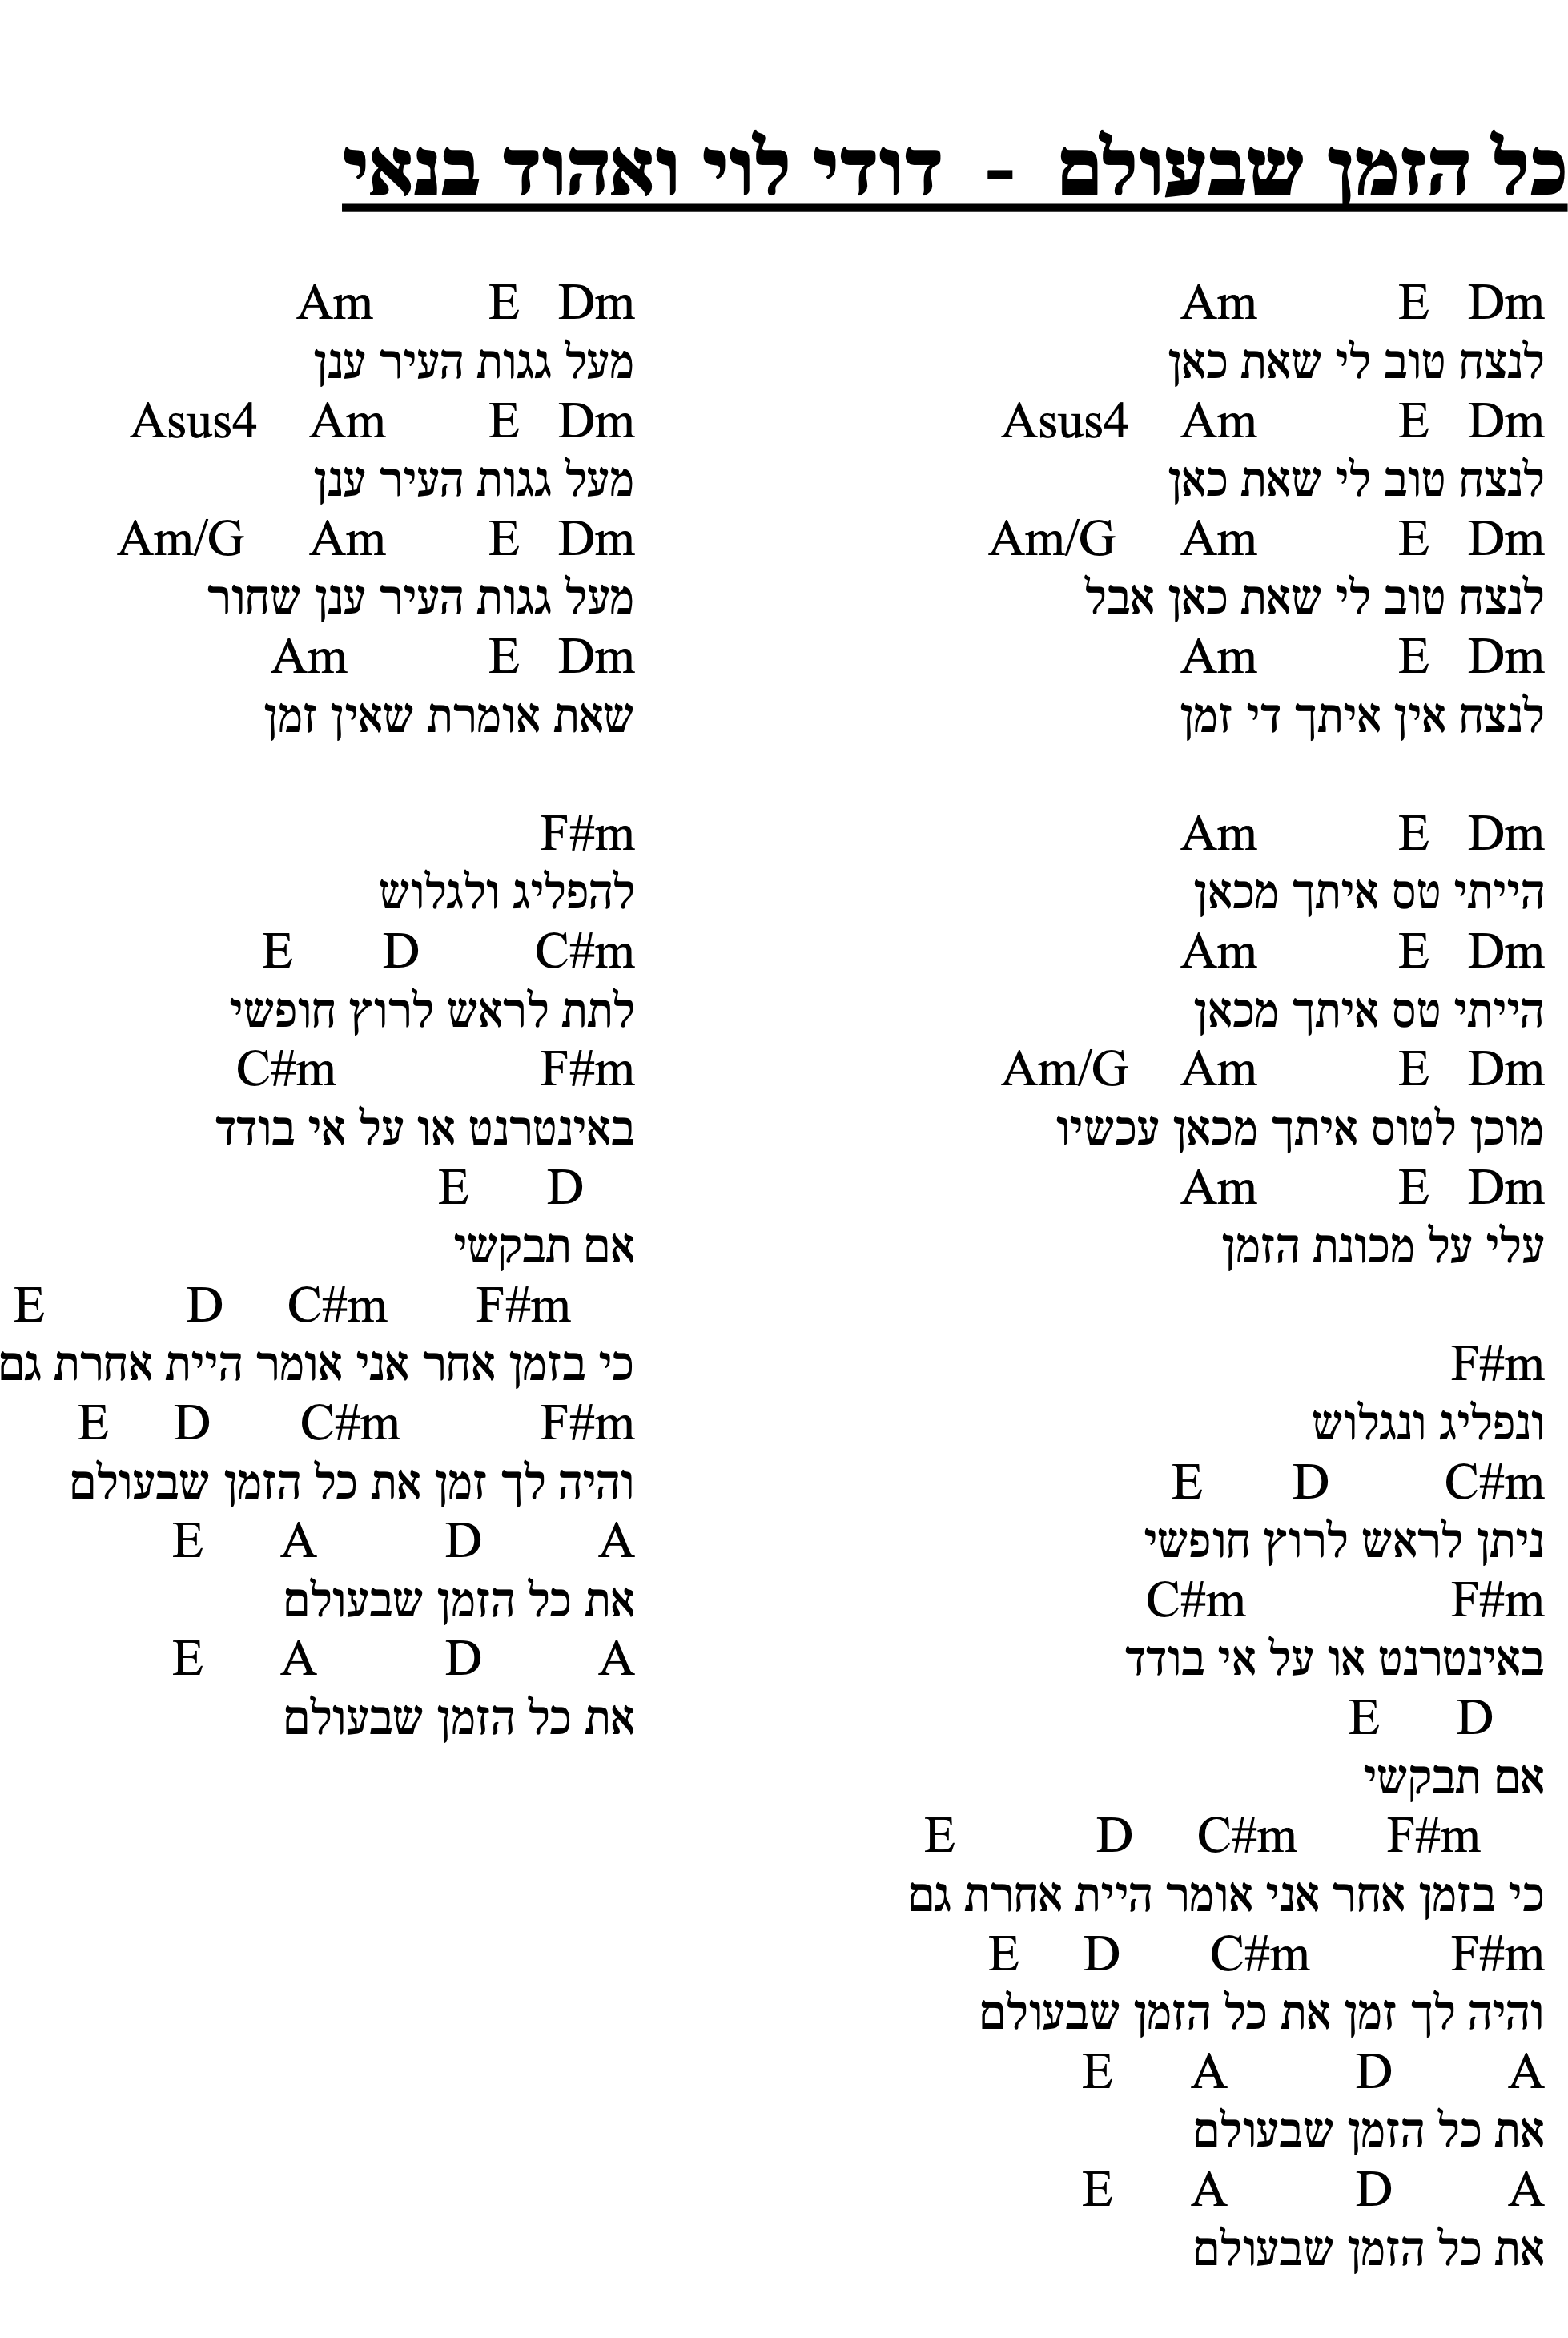 כל הזמן שבעולם - דודי לוי ואהוד בנאי
Dm E Am
לנצח טוב לי שאת כאן
Dm E Am Asus4
לנצח טוב לי שאת כאן
Dm E Am Am/G
לנצח טוב לי שאת כאן אבל
Dm E Am
לנצח אין איתך די זמן
Dm E Am
הייתי טס איתך מכאן
Dm E Am
הייתי טס איתך מכאן
Dm E Am Am/G
מוכן לטוס איתך מכאן עכשיו
Dm E Am
עלי על מכונת הזמן
F#m
ונפליג ונגלוש
C#m D E
ניתן לראש לרוץ חופשי
F#m C#m
באינטרנט או על אי בודד
D E
אם תבקשי
F#m C#m D E
כי בזמן אחר אני אומר היית אחרת גם
F#m C#m D E
והיה לך זמן את כל הזמן שבעולם
A D A E
את כל הזמן שבעולם
A D A E
את כל הזמן שבעולם
Dm E Am
מעל גגות העיר ענן
Dm E Am Asus4
מעל גגות העיר ענן
Dm E Am Am/G
מעל גגות העיר ענן שחור
Dm E Am
שאת אומרת שאין זמן
F#m
להפליג ולגלוש
C#m D E
לתת לראש לרוץ חופשי
F#m C#m
באינטרנט או על אי בודד
D E
אם תבקשי
F#m C#m D E
כי בזמן אחר אני אומר היית אחרת גם
F#m C#m D E
והיה לך זמן את כל הזמן שבעולם
A D A E
את כל הזמן שבעולם
A D A E
את כל הזמן שבעולם